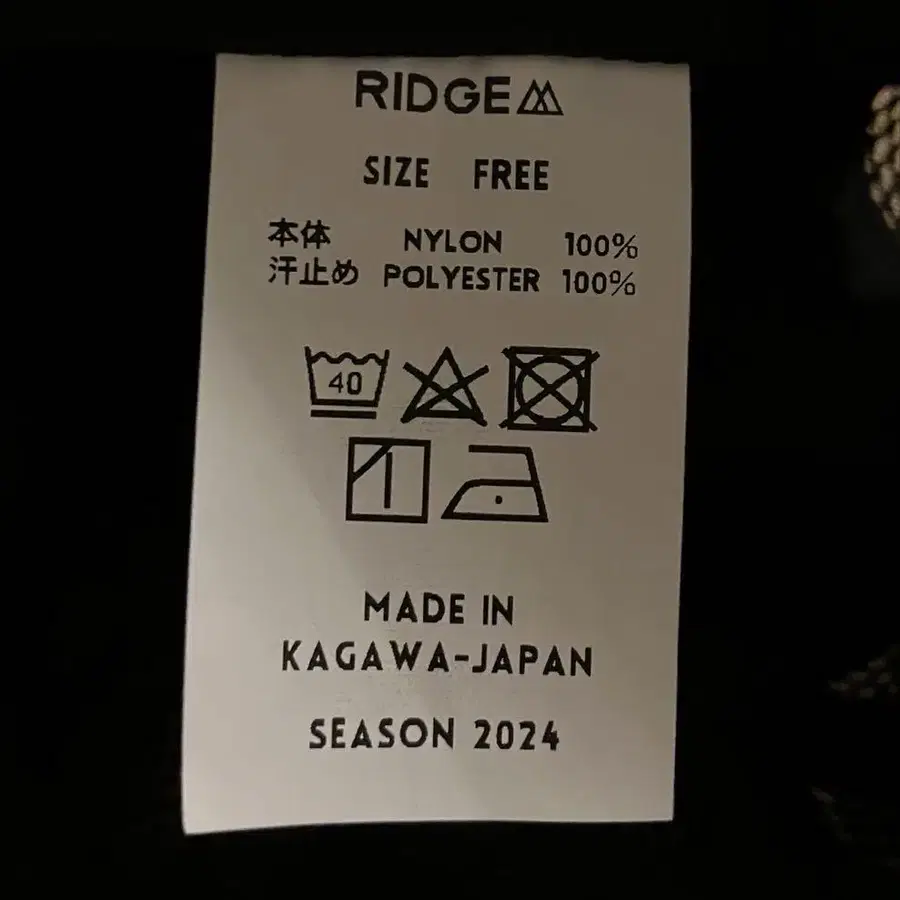 RIDGE
SIZE FREE
本体 NYLON 100%
汗止め POLYESTER 100%
40
MADE IN
KAGAWA-JAPAN
SEASON 2024